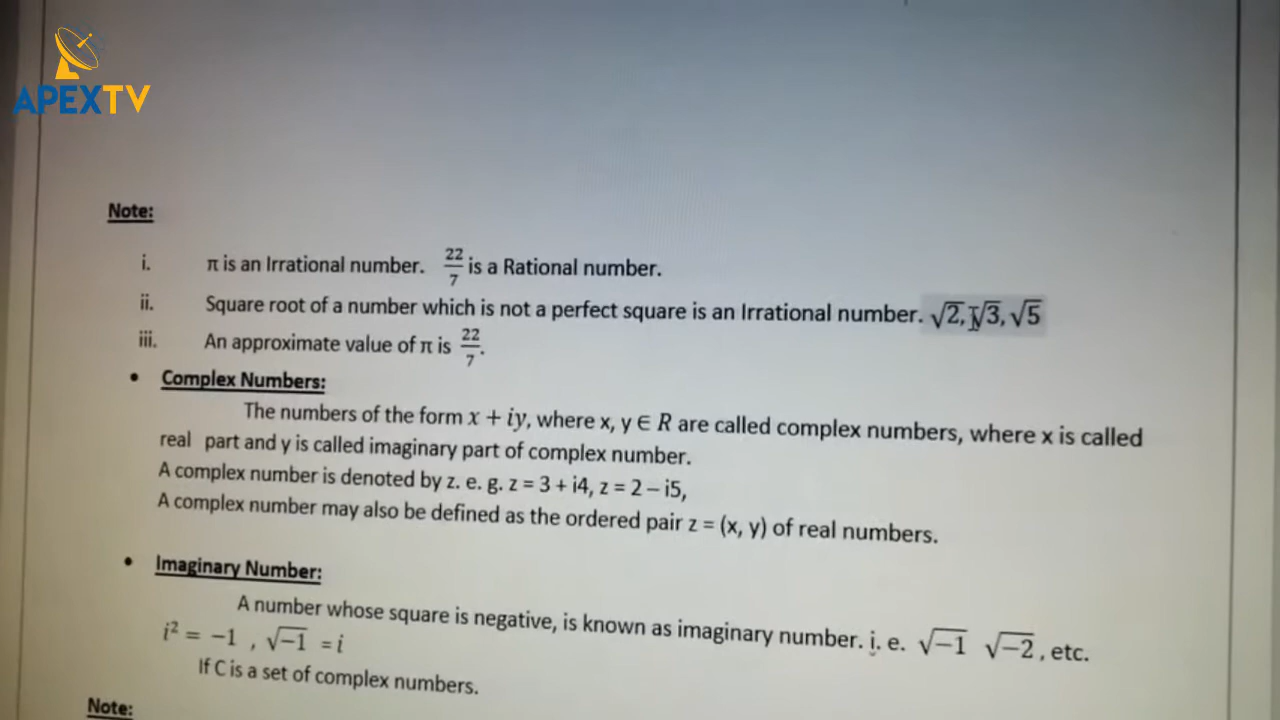 APEXTV
Note:
i. π is an Irrational number. 22/7 is a Rational number.
ii. Square root of a number which is not a perfect square is an Irrational number. √2, √3, √5
iii. An approximate value of π is 22/7.
• Complex Numbers:
The numbers of the form x + iy, where x, y ∈ R are called complex numbers, where x is called
real part and y is called imaginary part of complex number.
A complex number is denoted by z. e. g. z = 3 + i4, z = 2 – i5,
A complex number may also be defined as the ordered pair z = (x, y) of real numbers.
• Imaginary Number:
A number whose square is negative, is known as imaginary number. i. e. √−1 √−2 , etc.
i² = −1 , √−1 = i
If C is a set of complex numbers.
Note: